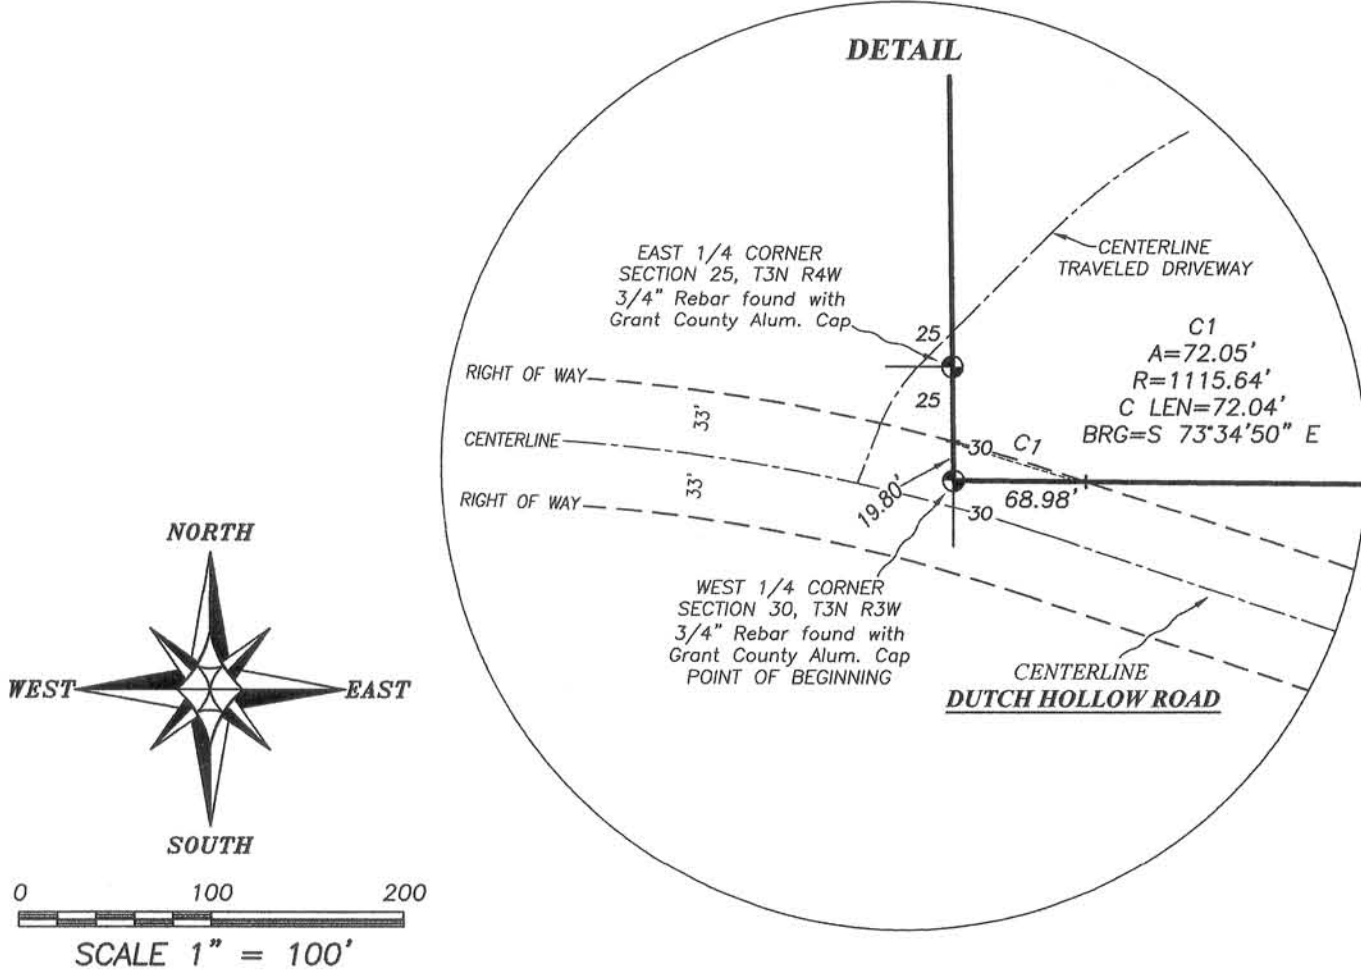 DETAIL
EAST 1/4 CORNER
SECTION 25, T3N R4W
3/4" Rebar found with
Grant County Alum. Cap
CENTERLINE
TRAVELED DRIVEWAY
25
25
C1
A=72.05'
R=1115.64'
C LEN=72.04'
BRG=S 73°34'50" E
RIGHT OF WAY
33'
CENTERLINE
30
C1
33'
RIGHT OF WAY
19.80'
68.98'
30
WEST 1/4 CORNER
SECTION 30, T3N R3W
3/4" Rebar found with
Grant County Alum. Cap
POINT OF BEGINNING
CENTERLINE
DUTCH HOLLOW ROAD
NORTH
WEST
EAST
SOUTH
0 100 200
SCALE 1" = 100'